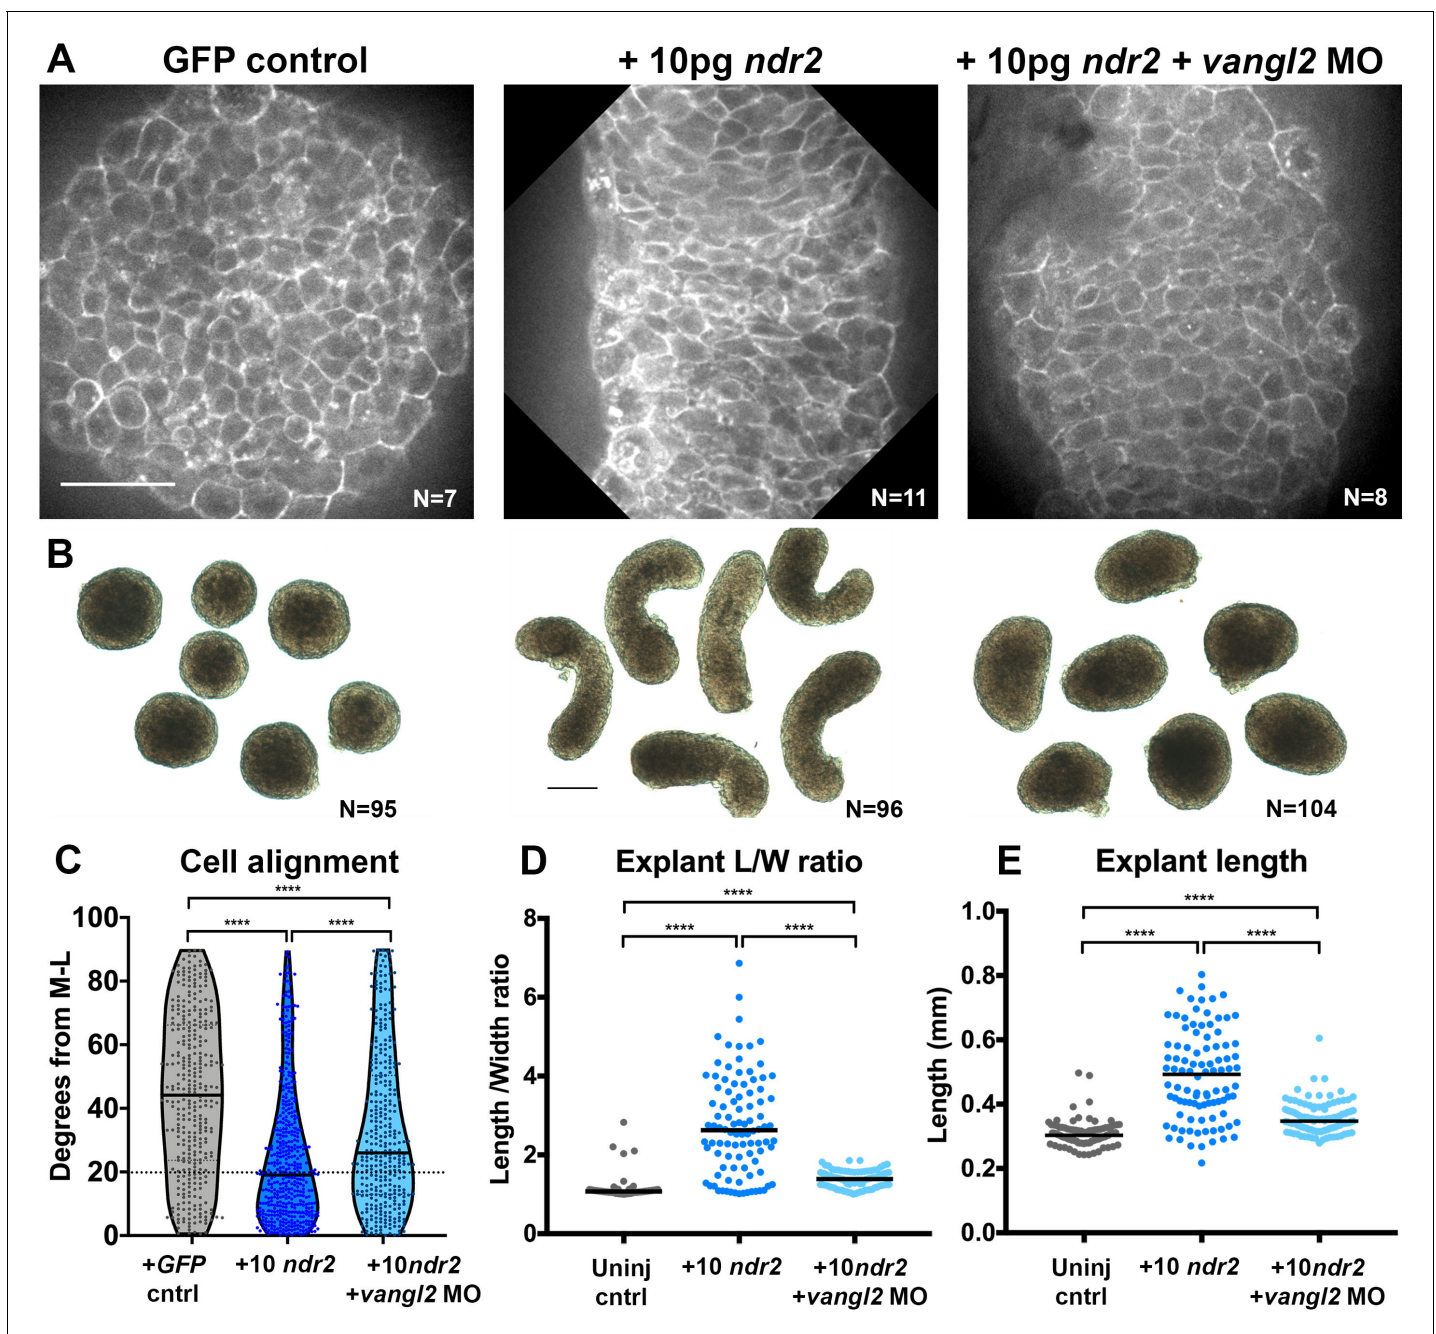 A
GFP control
+ 10pg ndr2
+ 10pg ndr2 + vangl2 MO
N=7
N=11
N=8
B
N=95
N=96
N=104
C
Cell alignment
****
****
****
Degrees from M-L
100
80
60
40
20
0
+GFP
cntrl
+10 ndr2
+10ndr2
+vangl2 MO
D
Explant L/W ratio
****
****
****
Length /Width ratio
8
6
4
2
0
Uninj
cntrl
+10 ndr2
+10ndr2
+vangl2 MO
E
Explant length
****
****
****
Length (mm)
1.0
0.8
0.6
0.4
0.2
0.0
Uninj
cntrl
+10 ndr2
+10ndr2
+vangl2 MO